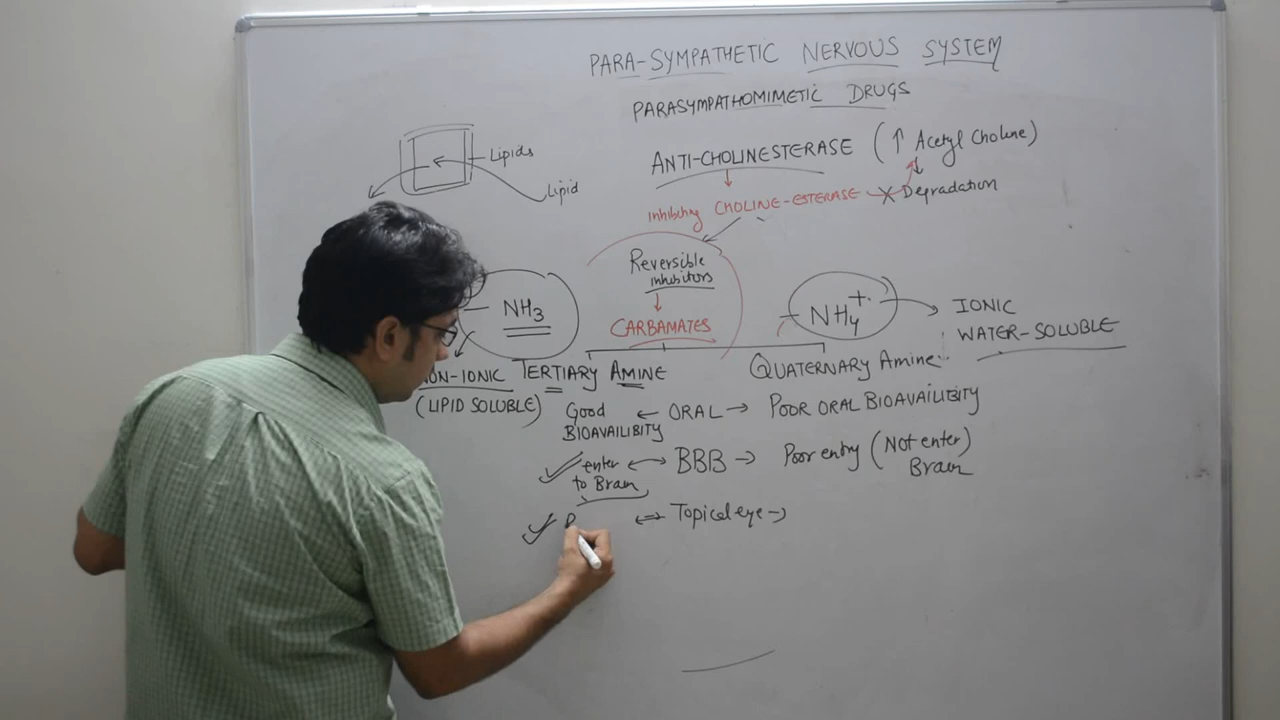 PARA-SYMPATHETIC NERVOUS SYSTEM
PARASYMPATHOMIMETIC DRUGS
ANTI-CHOLINESTERASE (↑ Acetyl Choline)
Lipids
Lipid
Inhibiting CHOLINE-ESTERASE
Degradation
Reversible
inhibitors
CARBAMATES
NH3
NH4+
IONIC
WATER-SOLUBLE
NON-IONIC
(LIPID SOLUBLE)
TERTIARY AMINE
QUATERNARY Amine
Good
BIOAVAILIBITY
← ORAL →
POOR ORAL BIOAVAILIBITY
enter
to Brain
BBB →
Poor entry (Not enter)
Brain
Topical eye →